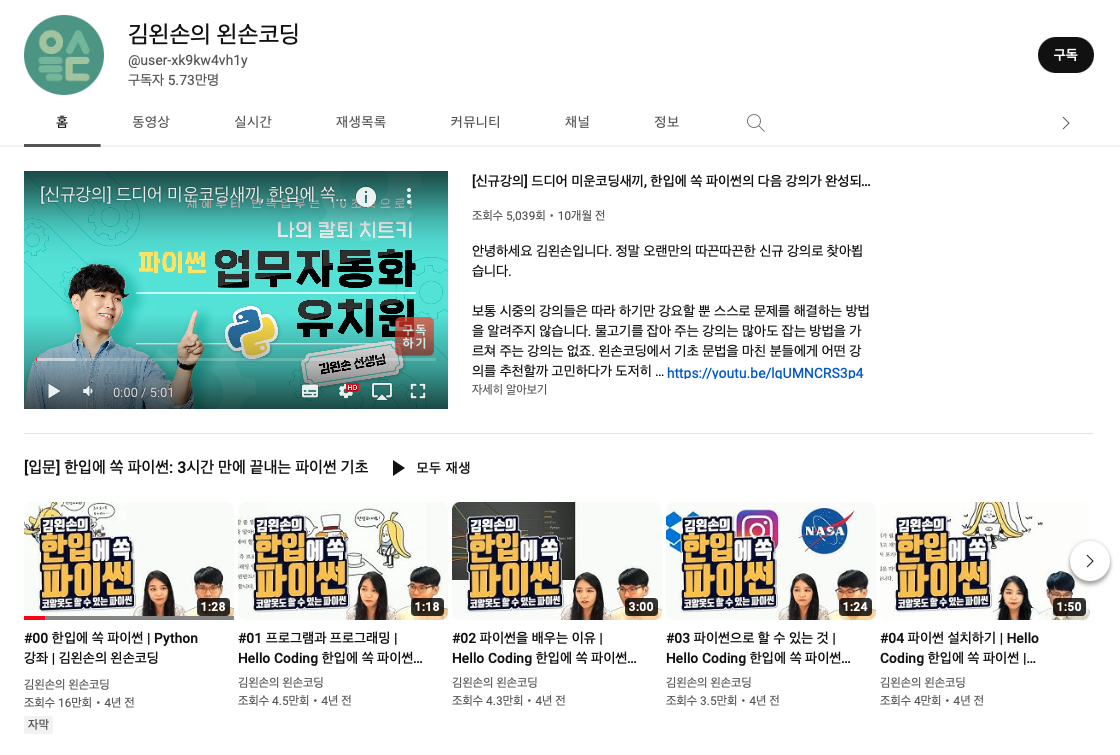 김왼손의 왼손코딩
@user-xk9kw4vh1y
구독자 5.73만명
구독
홈 동영상 실시간 재생목록 커뮤니티 채널 정보
[신규강의] 드디어 미운코딩새끼, 한입에 쏙...
나의 칼퇴 치트키
파이썬 업무자동화
유치원
구독
하기
김왼손 선생님
0:00 / 5:01
HD
[신규강의] 드디어 미운코딩새끼, 한입에 쏙 파이썬의 다음 강의가 완성되...
조회수 5,039회 • 10개월 전
안녕하세요 김왼손입니다. 정말 오랜만의 따끈따끈한 신규 강의로 찾아뵙
습니다.
보통 시중의 강의들은 따라 하기만 강요할 뿐 스스로 문제를 해결하는 방법
을 알려주지 않습니다. 물고기를 잡아 주는 강의는 많아도 잡는 방법을 가
르쳐 주는 강의는 없죠. 왼손코딩에서 기초 문법을 마친 분들에게 어떤 강
의를 추천할까 고민하다가 도저히 ... https://youtu.be/lqUMNCRS3p4
자세히 알아보기
[입문] 한입에 쏙 파이썬: 3시간 만에 끝내는 파이썬 기초 모두 재생
김왼손의
한입에 쏙
파이썬
코알못도 할 수 있는 파이썬
1:28
김왼손의
한입에 쏙
파이썬
코알못도 할 수 있는 파이썬
1:18
김왼손의
한입에 쏙
파이썬
코알못도 할 수 있는 파이썬
3:00
김왼손의
한입에 쏙
파이썬
코알못도 할 수 있는 파이썬
NASA
1:24
김왼손의
한입에 쏙
파이썬
코알못도 할 수 있는 파이썬
1:50
#00 한입에 쏙 파이썬 | Python
강좌 | 김왼손의 왼손코딩
김왼손의 왼손코딩
조회수 16만회 • 4년 전
자막
#01 프로그램과 프로그래밍 |
Hello Coding 한입에 쏙 파이썬...
김왼손의 왼손코딩
조회수 4.5만회 • 4년 전
#02 파이썬을 배우는 이유 |
Hello Coding 한입에 쏙 파이썬...
김왼손의 왼손코딩
조회수 4.3만회 • 4년 전
#03 파이썬으로 할 수 있는 것 |
Hello Coding 한입에 쏙 파이썬...
김왼손의 왼손코딩
조회수 3.5만회 • 4년 전
#04 파이썬 설치하기 | Hello
Coding 한입에 쏙 파이썬 |...
김왼손의 왼손코딩
조회수 4만회 • 4년 전